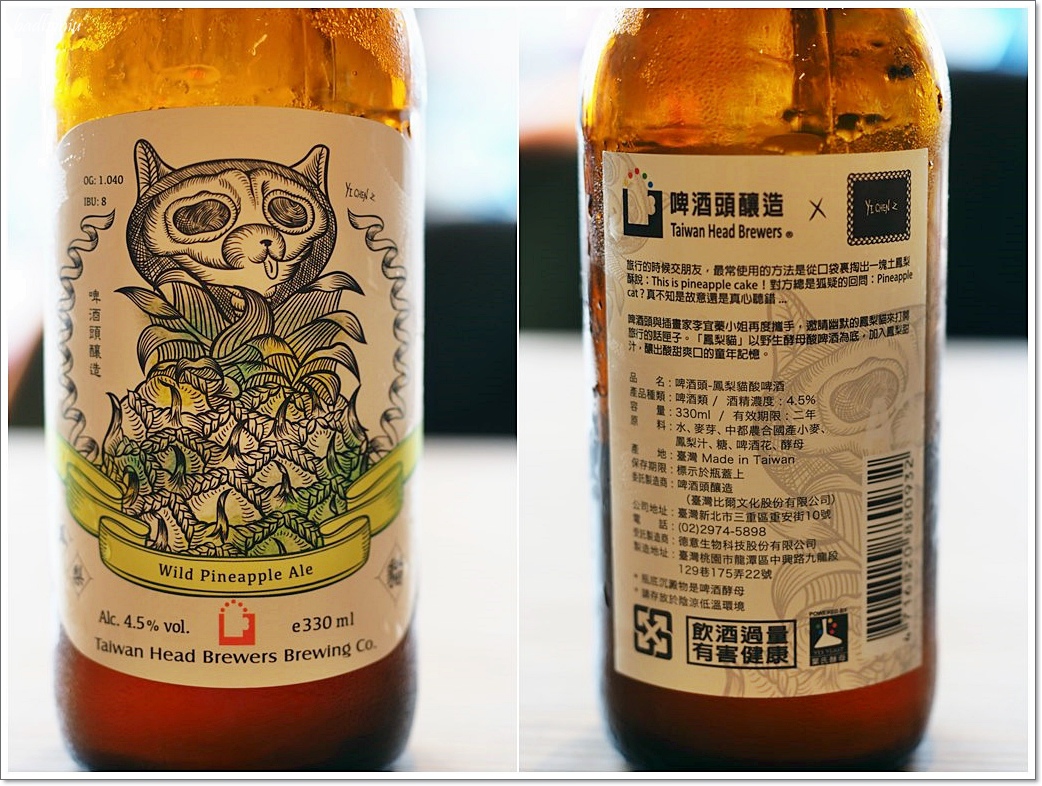 OG: 1.040
IBU: 8
YI CHEN Z
啤酒頭釀造
Wild Pineapple Ale
Alc. 4.5% vol.
e330 ml
Taiwan Head Brewers Brewing Co.
啤酒頭釀造
Taiwan Head Brewers ®
X
YI CHEN Z
旅行的時候交朋友，最常使用的方法是從口袋裏掏出一塊土鳳梨
酥說：This is pineapple cake！對方總是狐疑的回問：Pineapple
cat？真不知是故意還是真心聽錯 ...
啤酒頭與插畫家李宜蓁小姐再度攜手，邀請幽默的鳳梨貓來打開
旅行的話匣子。「鳳梨貓」以野生酵母酸啤酒為底，加入鳳梨甜
汁，釀出酸甜爽口的童年記憶。
品　　名：啤酒頭-鳳梨貓酸啤酒
產品種類：啤酒類 / 酒精濃度：4.5%
容　　量：330ml / 有效期限：二年
原　　料：水、麥芽、中都農合國產小麥、
鳳梨汁、糖、啤酒花、酵母
產　　地：臺灣 Made in Taiwan
保存期限：標示於瓶蓋上
委託製造商：啤酒頭釀造
（臺灣比爾文化股份有限公司）
公司地址：臺灣新北市三重區重安街10號
電　　話：(02)2974-5898
受託製造商：德意生物科技股份有限公司
製造地址：臺灣桃園市龍潭區中興路九龍段
129巷175弄22號
* 瓶底沉澱物是啤酒酵母
* 請存放於陰涼低溫環境
飲酒過量
有害健康
POWERED BY
YES YEAST
葉氏酵母
4 716820 880932